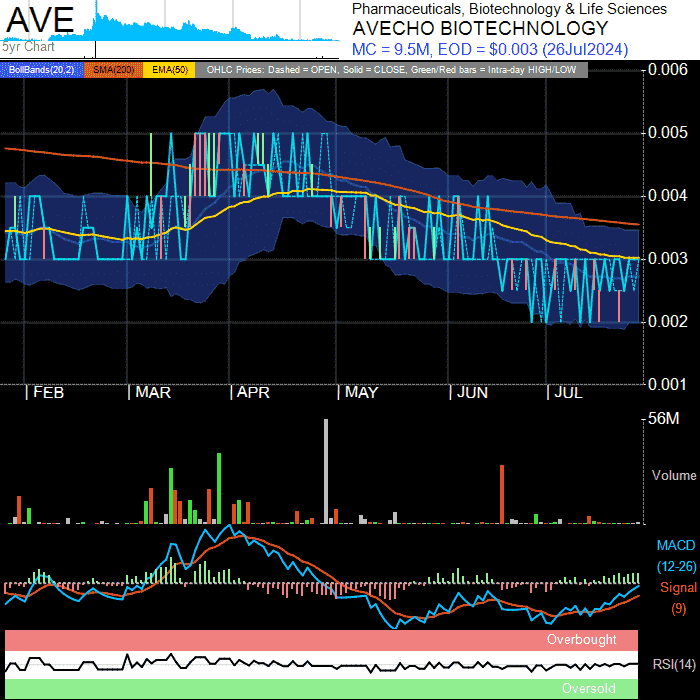 AVE
5yr Chart
Pharmaceuticals, Biotechnology & Life Sciences
AVECHO BIOTECHNOLOGY
MC = 9.5M, EOD = $0.003 (26Jul2024)
BollBands(20,2) SMA(200) EMA(50) OHLC Prices: Dashed = OPEN, Solid = CLOSE, Green/Red bars = Intra-day HIGH/LOW
0.006
0.005
0.004
0.003
0.002
0.001
FEB MAR APR MAY JUN JUL
56M
Volume
MACD
(12-26)
Signal
(9)
Overbought
RSI(14)
Oversold